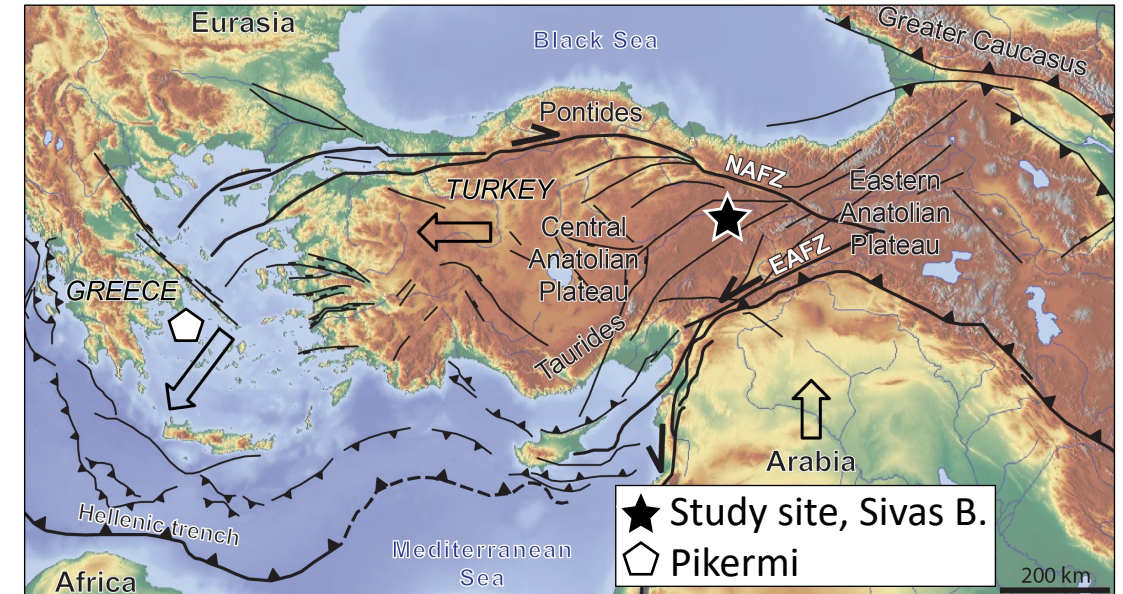 Eurasia
Black Sea
Greater Caucasus
Pontides
NAFZ
TURKEY
Eastern
Anatolian
Plateau
Central
Anatolian
Plateau
EAFZ
GREECE
Taurides
Arabia
Hellenic trench
Mediterranean
Sea
Africa
Study site, Sivas B.
Pikermi
200 km